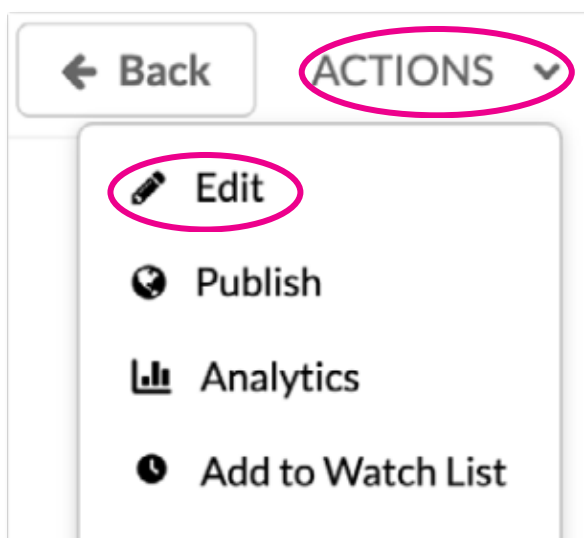 Back ACTIONS
Edit
Publish
Analytics
Add to Watch List